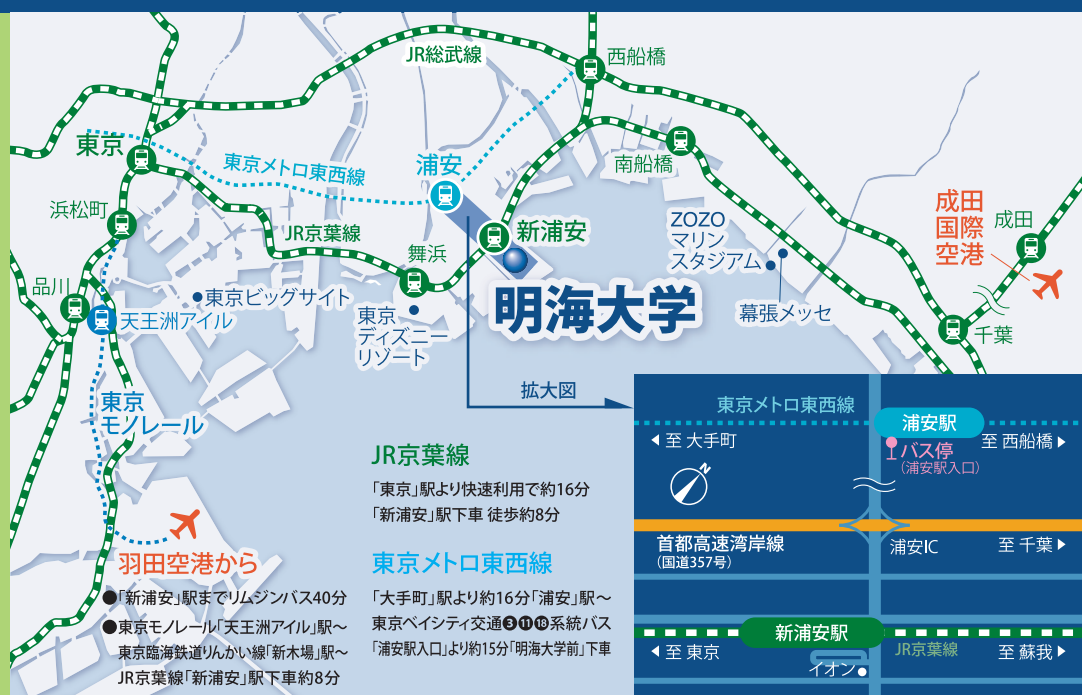 JR総武線
西船橋
東京
東京メトロ東西線
浦安
南船橋
浜松町
JR京葉線
新浦安
舞浜
ZOZO
マリン
スタジアム
成田
国際
空港
成田
品川
天王洲アイル
東京ビッグサイト
東京
ディズニー
リゾート
明海大学
幕張メッセ
千葉
東京
モノレール
拡大図
JR京葉線
「東京」駅より快速利用で約16分
「新浦安」駅下車 徒歩約8分
羽田空港から
●「新浦安」駅までリムジンバス40分
●東京モノレール「天王洲アイル」駅〜
東京臨海鉄道りんかい線「新木場」駅〜
JR京葉線「新浦安」駅下車約8分
東京メトロ東西線
「大手町」駅より約16分「浦安」駅〜
東京ベイシティ交通❸⓫⓲系統バス
「浦安駅入口」より約15分「明海大学前」下車
東京メトロ東西線
浦安駅
至 大手町
至 西船橋
バス停
(浦安駅入口)
N
首都高速湾岸線
(国道357号)
浦安IC
至 千葉
新浦安駅
至 東京
JR京葉線
至 蘇我
イオン